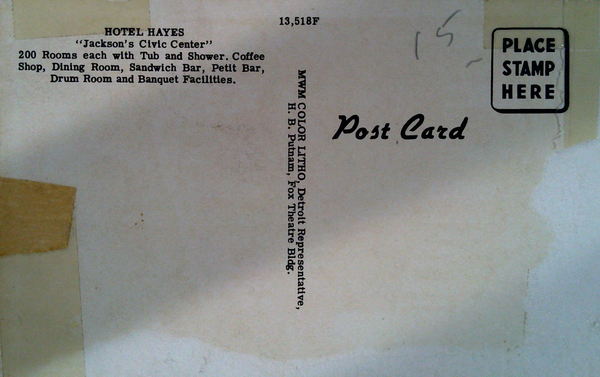 13,518F
HOTEL HAYES
"Jackson's Civic Center"
200 Rooms each with Tub and Shower. Coffee
Shop, Dining Room, Sandwich Bar, Petit Bar,
Drum Room and Banquet Facilities.
MWM COLOR LITHO, Detroit Representative,
H. B. Putnam, Fox Theatre Bldg.
Post Card
15
PLACE
STAMP
HERE